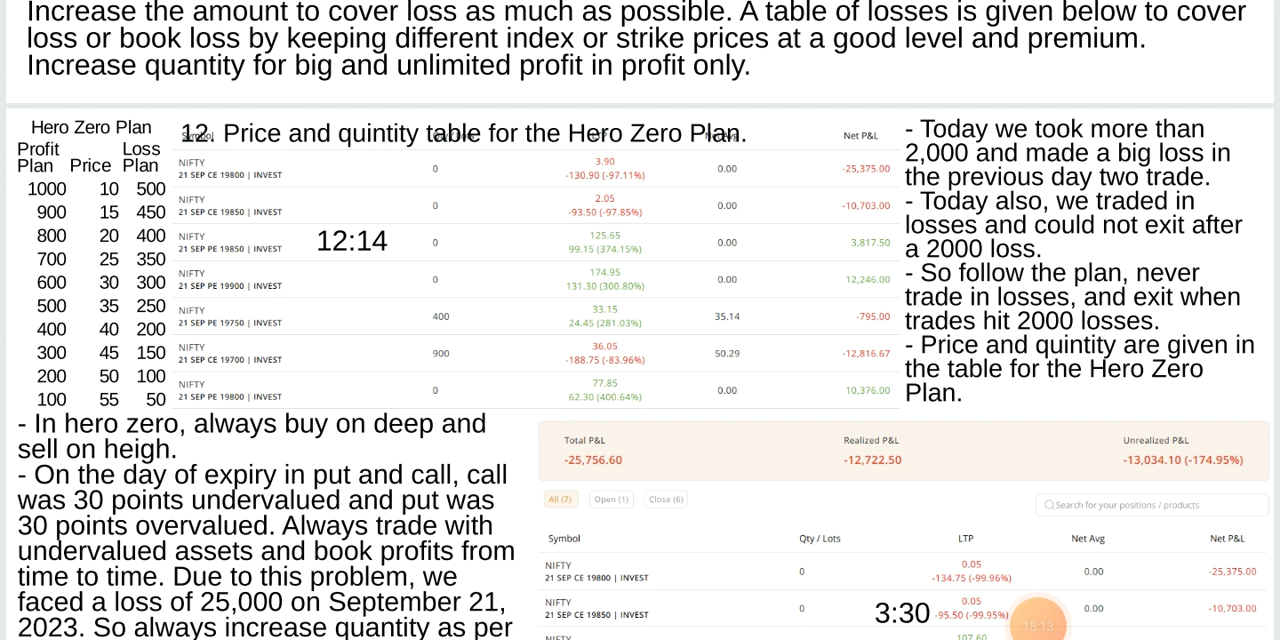 Increase the amount to cover loss as much as possible. A table of losses is given below to cover
loss or book loss by keeping different index or strike prices at a good level and premium.
Increase quantity for big and unlimited profit in profit only.
12. Price and quintity table for the Hero Zero Plan.
Hero Zero Plan
Profit Plan Price Loss Plan
1000 10 500
900 15 450
800 20 400
700 25 350
600 30 300
500 35 250
400 40 200
300 45 150
200 50 100
100 55 50
Symbol Net P&L
NIFTY 3.90
21 SEP CE 19800 | INVEST 0 -130.90 (-97.11%) 0.00 -25,375.00
NIFTY 2.05
21 SEP CE 19850 | INVEST 0 -93.50 (-97.85%) 0.00 -10,703.00
NIFTY 125.65
21 SEP PE 19850 | INVEST 0 99.15 (374.15%) 0.00 3,817.50
12:14
NIFTY 174.95
21 SEP PE 19900 | INVEST 0 131.30 (300.80%) 0.00 12,246.00
NIFTY 33.15
21 SEP PE 19750 | INVEST 400 24.45 (281.03%) 35.14 -795.00
NIFTY 36.05
21 SEP CE 19700 | INVEST 900 -188.75 (-83.96%) 50.29 -12,816.67
NIFTY 77.85
21 SEP PE 19800 | INVEST 0 62.30 (400.64%) 0.00 10,376.00
- Today we took more than
2,000 and made a big loss in
the previous day two trade.
- Today also, we traded in
losses and could not exit after
a 2000 loss.
- So follow the plan, never
trade in losses, and exit when
trades hit 2000 losses.
- Price and quintity are given in
the table for the Hero Zero
Plan.
- In hero zero, always buy on deep and
sell on heigh.
- On the day of expiry in put and call, call
was 30 points undervalued and put was
30 points overvalued. Always trade with
undervalued assets and book profits from
time to time. Due to this problem, we
faced a loss of 25,000 on September 21,
2023. So always increase quantity as per
Total P&L Realized P&L Unrealized P&L
-25,756.60 -12,722.50 -13,034.10 (-174.95%)
All (7) Open (1) Close (6) Search for your positions / products
Symbol Qty / Lots LTP Net Avg Net P&L
NIFTY 0.05
21 SEP CE 19800 | INVEST 0 -134.75 (-99.96%) 0.00 -25,375.00
NIFTY 0.05
21 SEP CE 19850 | INVEST 0 -95.50 (-99.95%) 0.00 -10,703.00
3:30
18:13
NIFTY 107.60